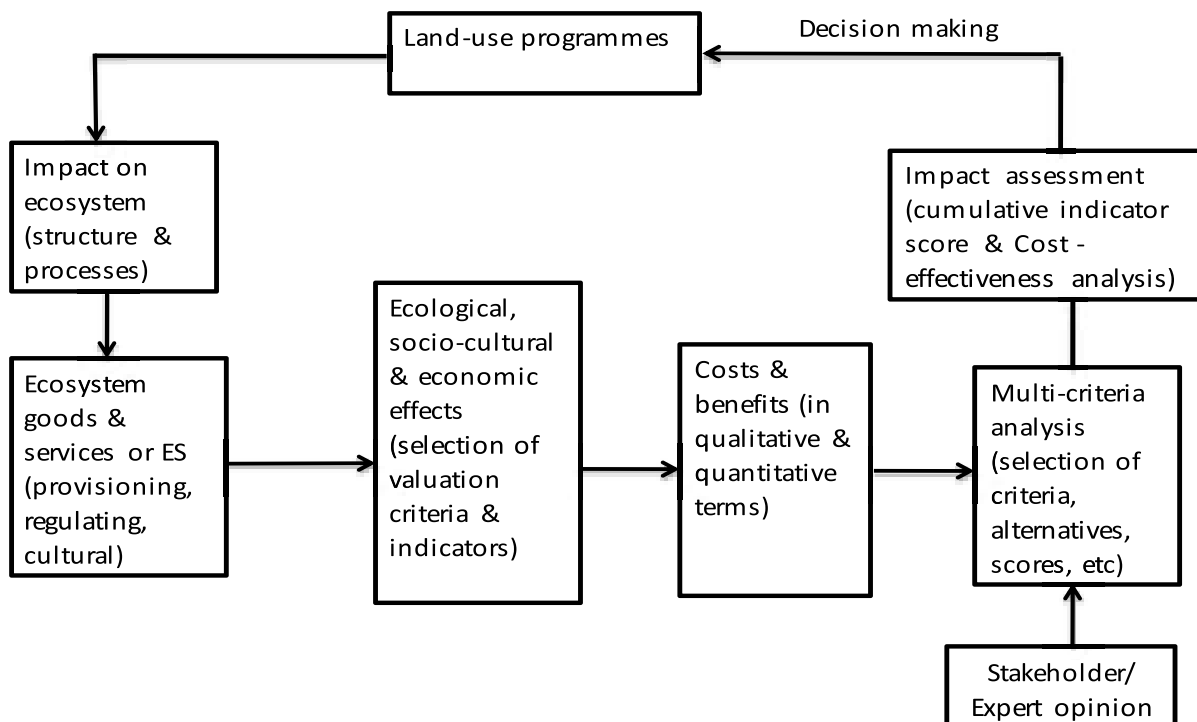 Land-use programmes
Decision making
Impact on
ecosystem
(structure &
processes)
Impact assessment
(cumulative indicator
score & Cost -
effectiveness analysis)
Ecosystem
goods &
services or ES
(provisioning,
regulating,
cultural)
Ecological,
socio-cultural
& economic
effects
(selection of
valuation
criteria &
indicators)
Costs &
benefits (in
qualitative &
quantitative
terms)
Multi-criteria
analysis
(selection of
criteria,
alternatives,
scores, etc)
Stakeholder/
Expert opinion